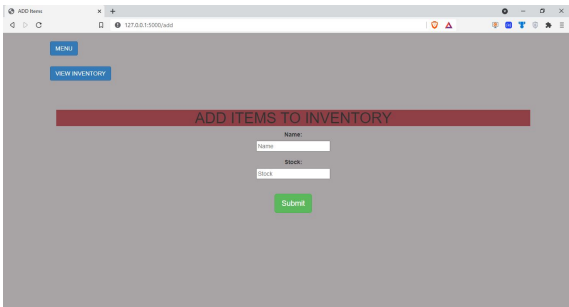 ADD Items
127.0.0.1:5000/add
MENU
VIEW INVENTORY
ADD ITEMS TO INVENTORY
Name:
Name
Stock:
Stock
Submit